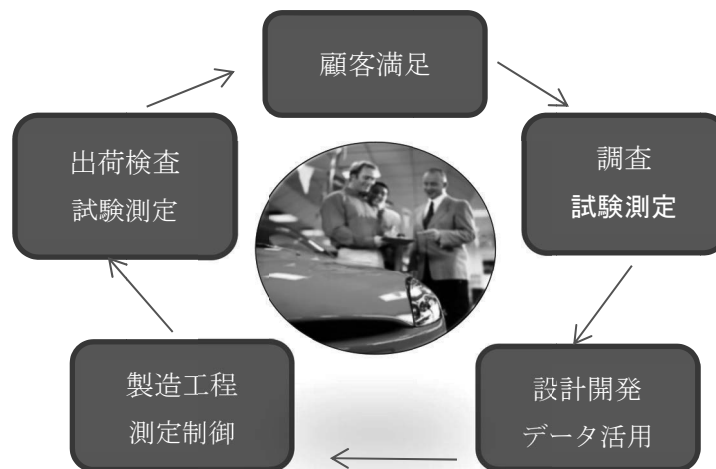 顧客満足
調査
試験測定
設計開発
データ活用
製造工程
測定制御
出荷検査
試験測定